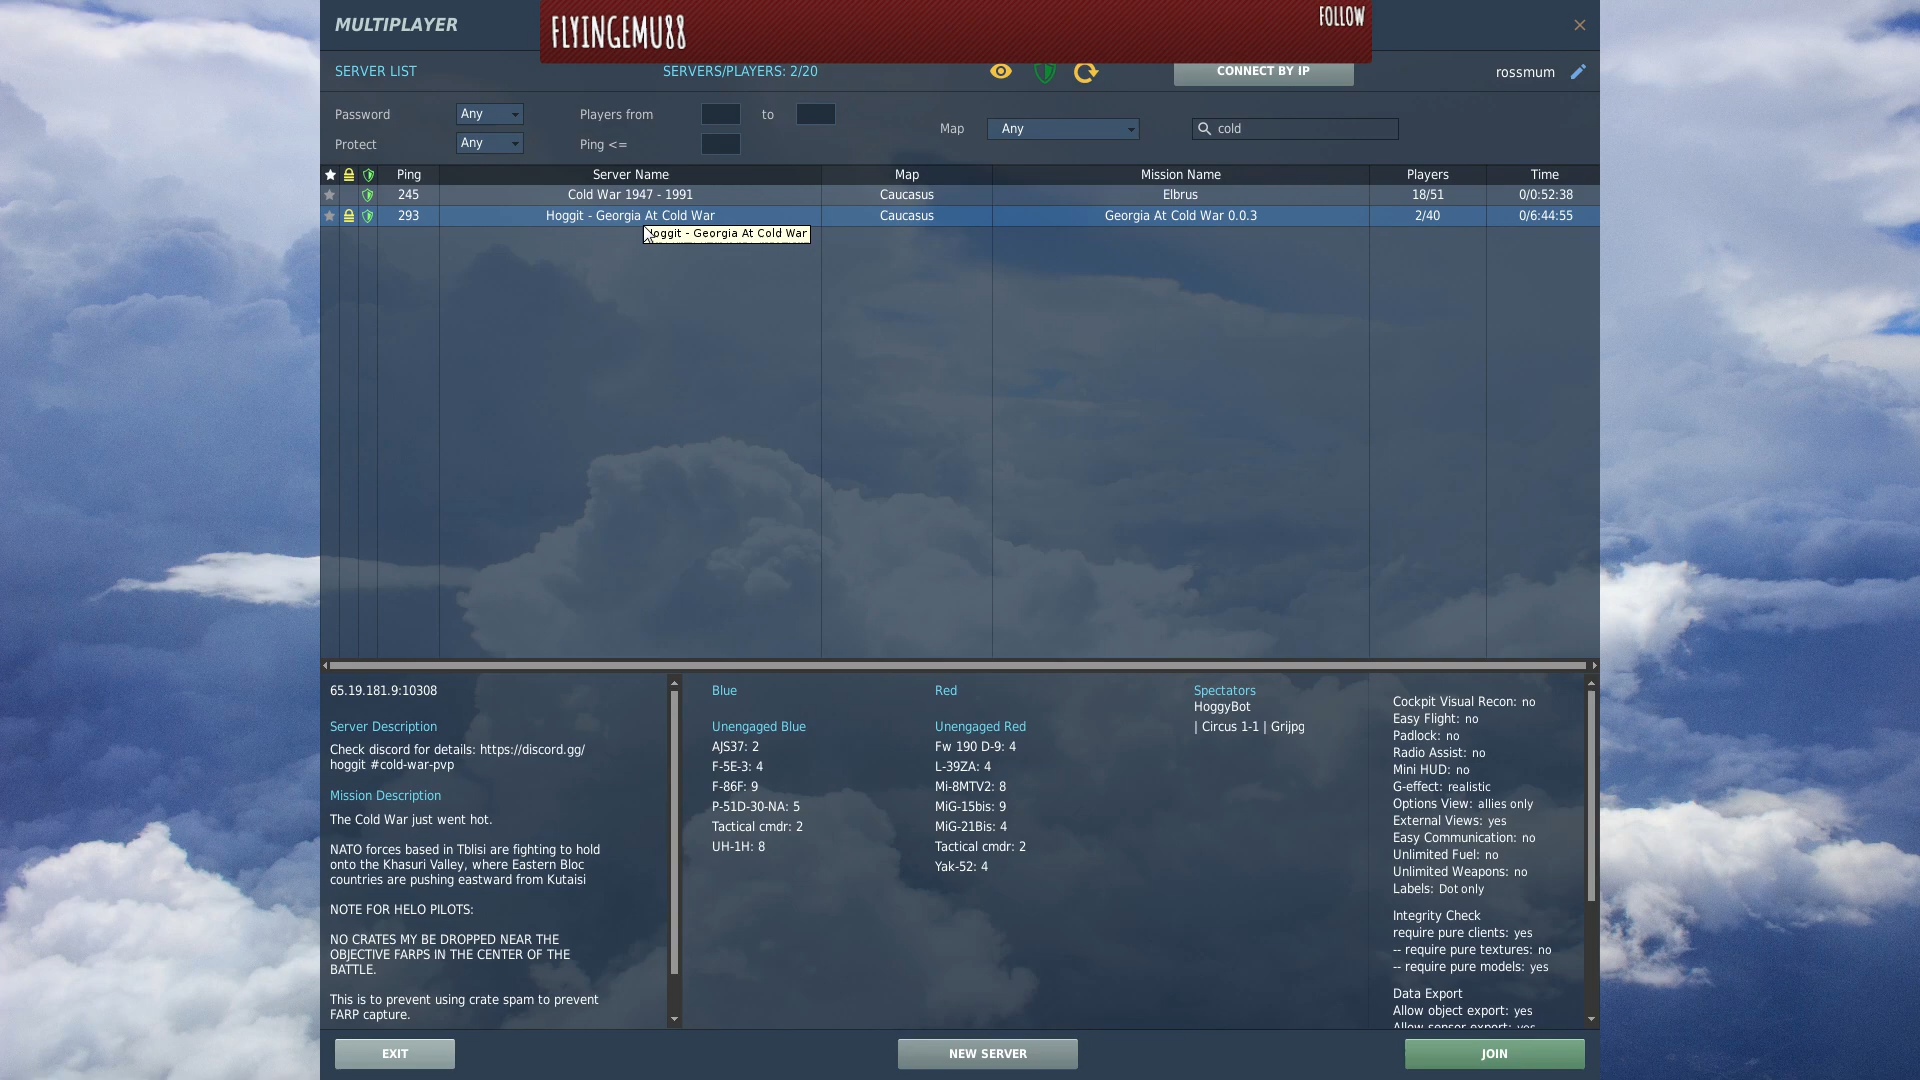 MULTIPLAYER
FLYINGEMU88
FOLLOW
SERVER LIST
SERVERS/PLAYERS: 2/20
CONNECT BY IP
rossmum
Password Any Players from to
Map Any cold
Protect Any Ping <=
Ping Server Name Map Mission Name Players Time
245 Cold War 1947 - 1991 Caucasus Elbrus 18/51 0/0:52:38
293 Hoggit - Georgia At Cold War Caucasus Georgia At Cold War 0.0.3 2/40 0/6:44:55
oggit - Georgia At Cold War
65.19.181.9:10308
Server Description
Check discord for details: https://discord.gg/
hoggit #cold-war-pvp
Mission Description
The Cold War just went hot.
NATO forces based in Tblisi are fighting to hold
onto the Khasuri Valley, where Eastern Bloc
countries are pushing eastward from Kutaisi
NOTE FOR HELO PILOTS:
NO CRATES MY BE DROPPED NEAR THE
OBJECTIVE FARPS IN THE CENTER OF THE
BATTLE.
This is to prevent using crate spam to prevent
FARP capture.
Blue
Unengaged Blue
AJS37: 2
F-5E-3: 4
F-86F: 9
P-51D-30-NA: 5
Tactical cmdr: 2
UH-1H: 8
Red
Unengaged Red
Fw 190 D-9: 4
L-39ZA: 4
Mi-8MTV2: 8
MiG-15bis: 9
MiG-21Bis: 4
Tactical cmdr: 2
Yak-52: 4
Spectators
HoggyBot
| Circus 1-1 | Grijpg
Cockpit Visual Recon: no
Easy Flight: no
Padlock: no
Radio Assist: no
Mini HUD: no
G-effect: realistic
Options View: allies only
External Views: yes
Easy Communication: no
Unlimited Fuel: no
Unlimited Weapons: no
Labels: Dot only
Integrity Check
require pure clients: yes
-- require pure textures: no
-- require pure models: yes
Data Export
Allow object export: yes
Allow sensor export: yes
EXIT
NEW SERVER
JOIN